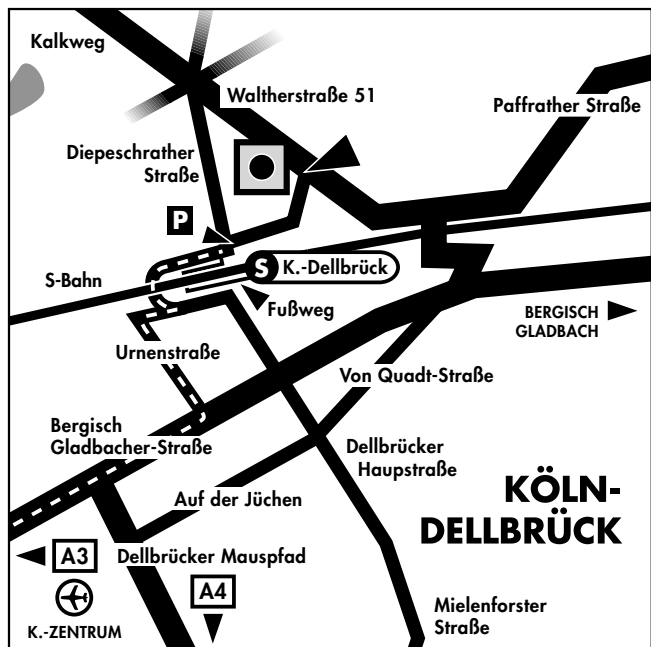 Kalkweg
Waltherstraße 51
Paffrather Straße
Diepeschrather
Straße
P
S K.-Dellbrück
S-Bahn
Fußweg
BERGISCH
GLADBACH
Urnenstraße
Von Quadt-Straße
Bergisch
Gladbacher-Straße
Dellbrücker
Haupstraße
KÖLN-
DELLBRÜCK
Auf der Jüchen
A3
Dellbrücker Mauspfad
A4
K.-ZENTRUM
Mielenforster
Straße